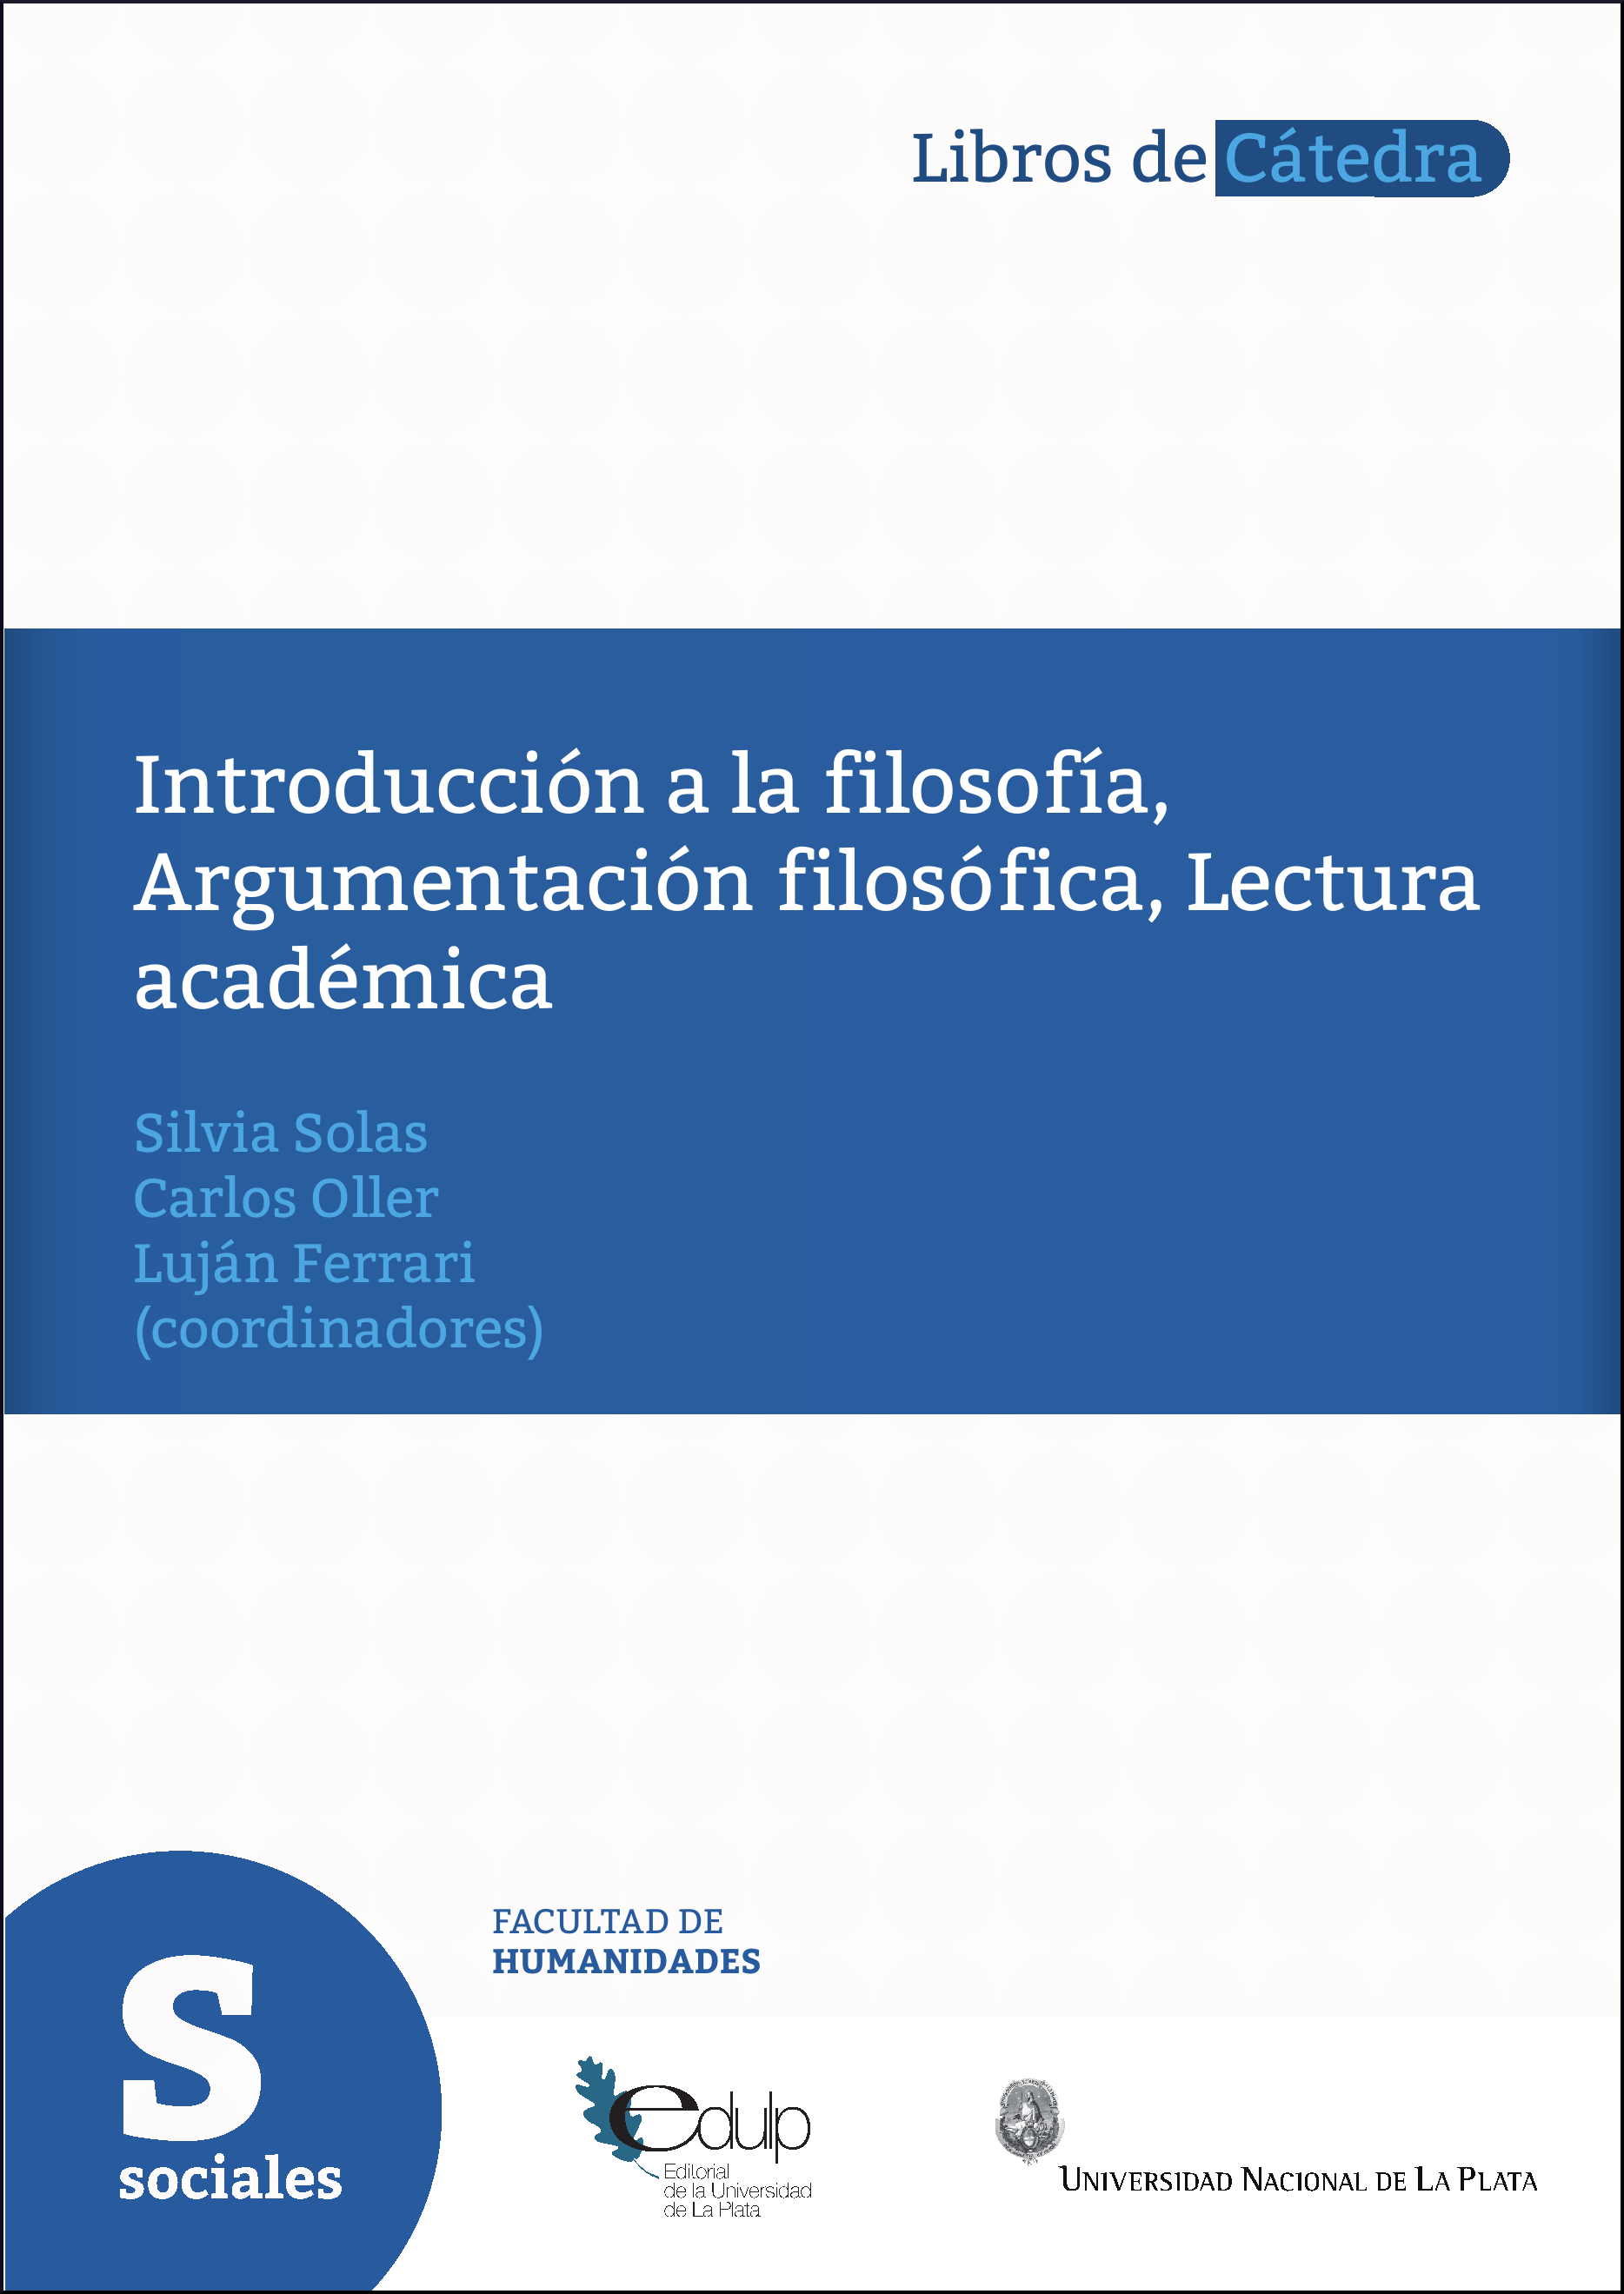 Libros de Cátedra
Introducción a la filosofía,
Argumentación filosófica, Lectura
académica
Silvia Solas
Carlos Oller
Luján Ferrari
(coordinadores)
FACULTAD DE
HUMANIDADES
S
sociales
edulp
Editorial
de la Universidad
de La Plata
UNIVERSIDAD NACIONAL DE LA PLATA